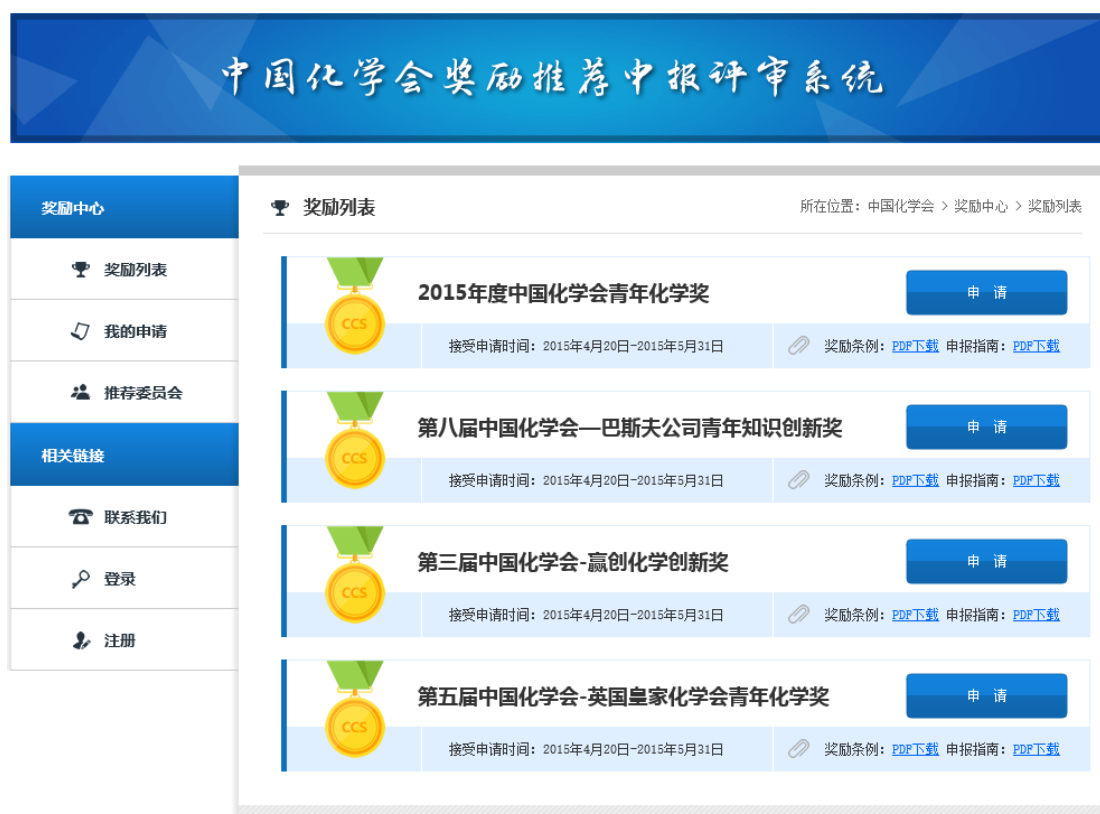 中国化学会奖励推荐申报评审系统
奖励中心
奖励列表
我的申请
推荐委员会
相关链接
联系我们
登录
注册
奖励列表
所在位置：中国化学会 > 奖励中心 > 奖励列表
CCS
2015年度中国化学会青年化学奖
申 请
接受申请时间：2015年4月20日-2015年5月31日
奖励条例：PDF下载 申报指南：PDF下载
CCS
第八届中国化学会—巴斯夫公司青年知识创新奖
申 请
接受申请时间：2015年4月20日-2015年5月31日
奖励条例：PDF下载 申报指南：PDF下载
CCS
第三届中国化学会-赢创化学创新奖
申 请
接受申请时间：2015年4月20日-2015年5月31日
奖励条例：PDF下载 申报指南：PDF下载
CCS
第五届中国化学会-英国皇家化学会青年化学奖
申 请
接受申请时间：2015年4月20日-2015年5月31日
奖励条例：PDF下载 申报指南：PDF下载